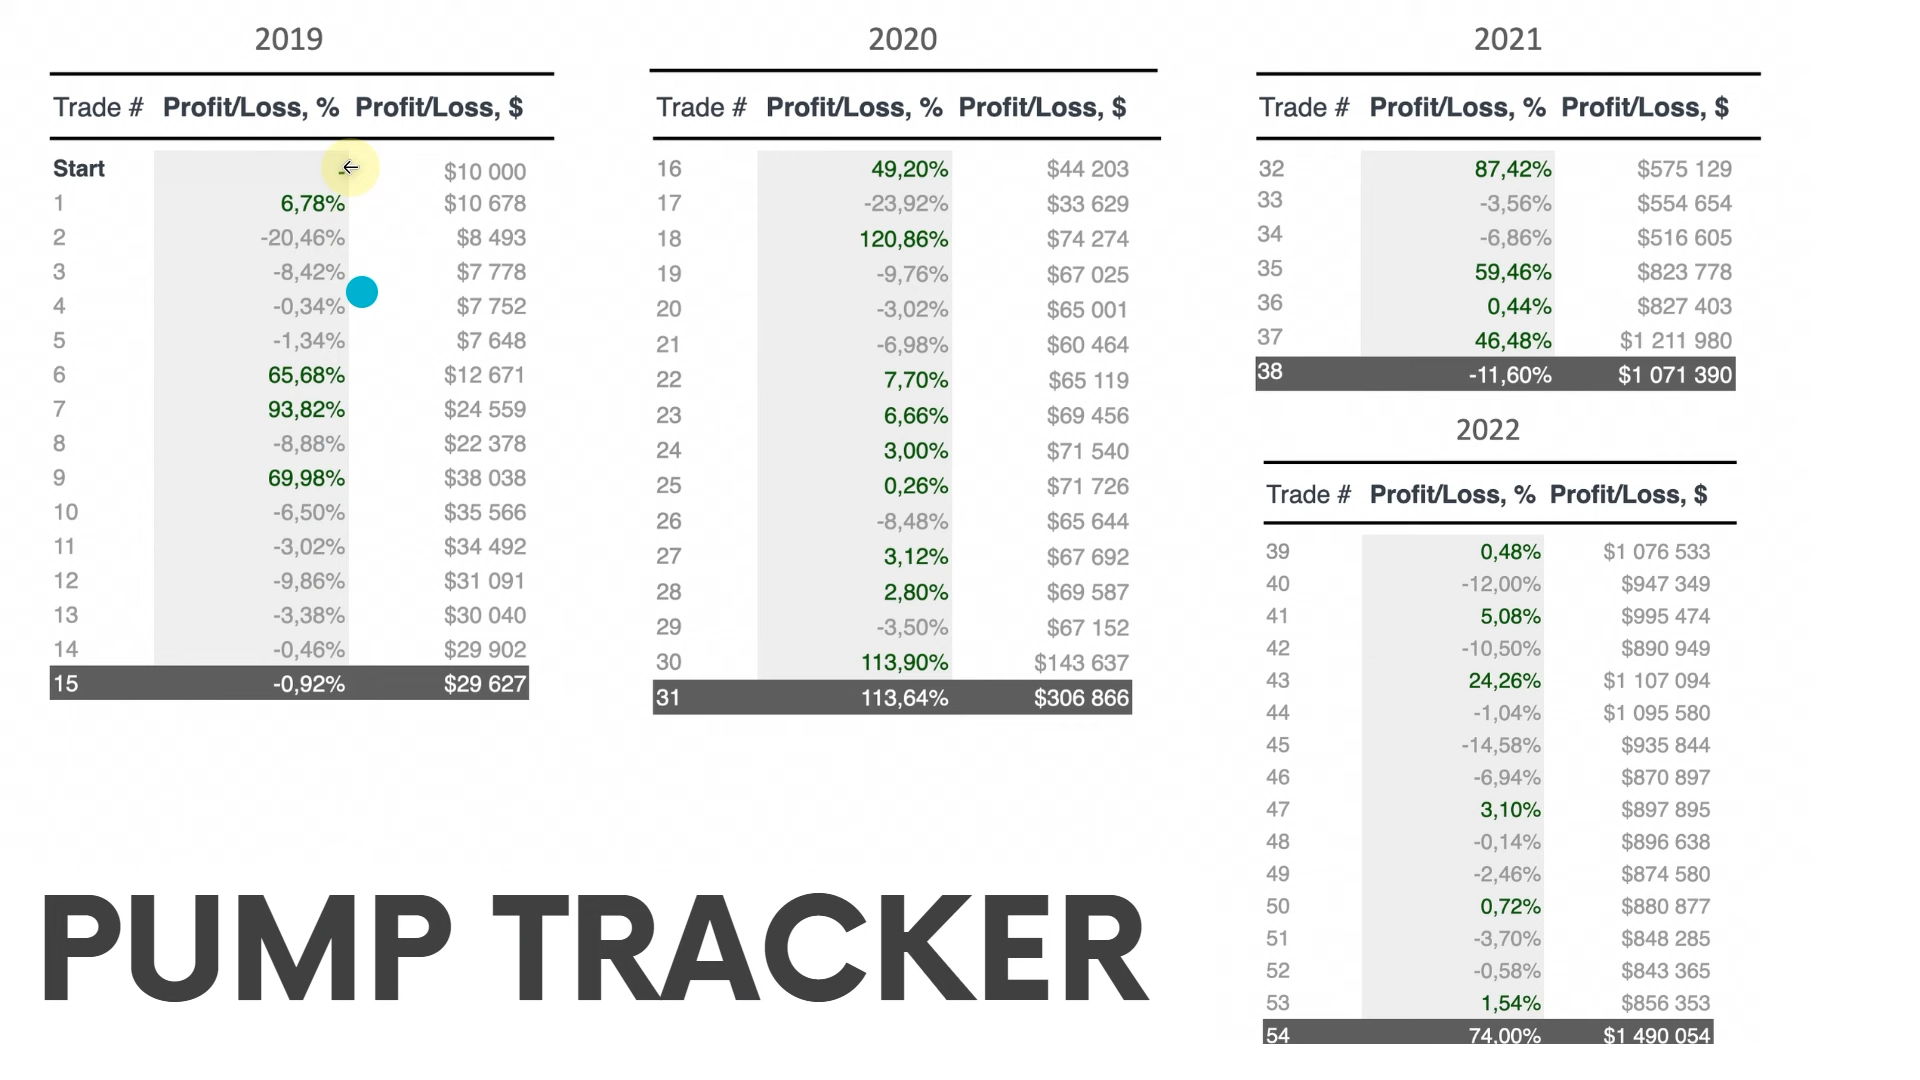 2019
Trade # Profit/Loss, % Profit/Loss, $
Start - $10 000
1 6,78% $10 678
2 -20,46% $8 493
3 -8,42% $7 778
4 -0,34% $7 752
5 -1,34% $7 648
6 65,68% $12 671
7 93,82% $24 559
8 -8,88% $22 378
9 69,98% $38 038
10 -6,50% $35 566
11 -3,02% $34 492
12 -9,86% $31 091
13 -3,38% $30 040
14 -0,46% $29 902
15 -0,92% $29 627
2020
Trade # Profit/Loss, % Profit/Loss, $
16 49,20% $44 203
17 -23,92% $33 629
18 120,86% $74 274
19 -9,76% $67 025
20 -3,02% $65 001
21 -6,98% $60 464
22 7,70% $65 119
23 6,66% $69 456
24 3,00% $71 540
25 0,26% $71 726
26 -8,48% $65 644
27 3,12% $67 692
28 2,80% $69 587
29 -3,50% $67 152
30 113,90% $143 637
31 113,64% $306 866
2021
Trade # Profit/Loss, % Profit/Loss, $
32 87,42% $575 129
33 -3,56% $554 654
34 -6,86% $516 605
35 59,46% $823 778
36 0,44% $827 403
37 46,48% $1 211 980
38 -11,60% $1 071 390
2022
Trade # Profit/Loss, % Profit/Loss, $
39 0,48% $1 076 533
40 -12,00% $947 349
41 5,08% $995 474
42 -10,50% $890 949
43 24,26% $1 107 094
44 -1,04% $1 095 580
45 -14,58% $935 844
46 -6,94% $870 897
47 3,10% $897 895
48 -0,14% $896 638
49 -2,46% $874 580
50 0,72% $880 877
51 -3,70% $848 285
52 -0,58% $843 365
53 1,54% $856 353
54 74,00% $1 490 054
PUMP TRACKER